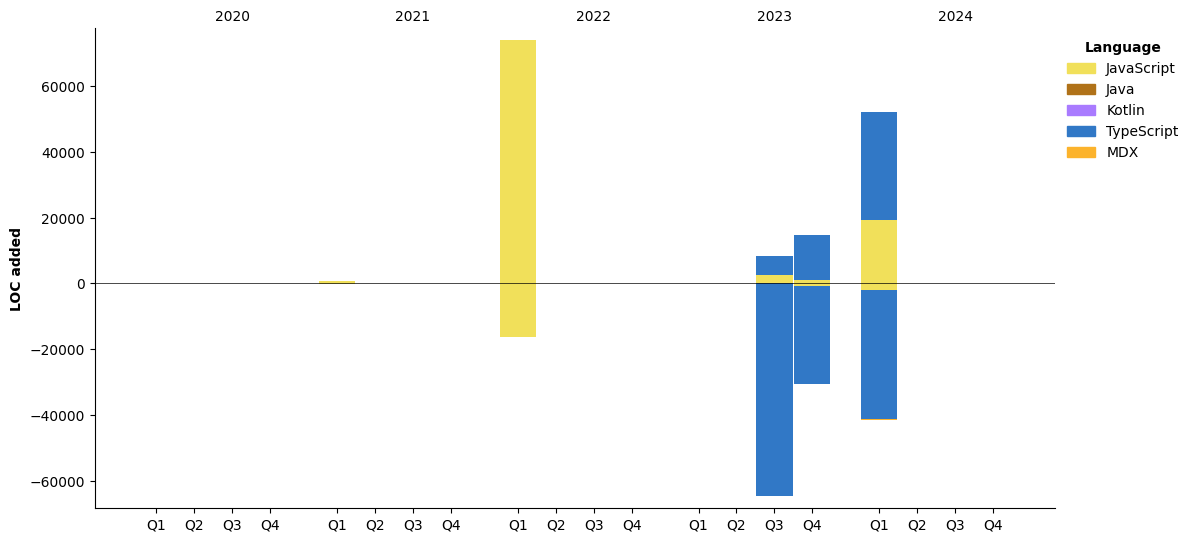 2020 2021 2022 2023 2024
Language
JavaScript
Java
Kotlin
TypeScript
MDX
LOC added
60000
40000
20000
0
−20000
−40000
−60000
Q1 Q2 Q3 Q4 Q1 Q2 Q3 Q4 Q1 Q2 Q3 Q4 Q1 Q2 Q3 Q4 Q1 Q2 Q3 Q4